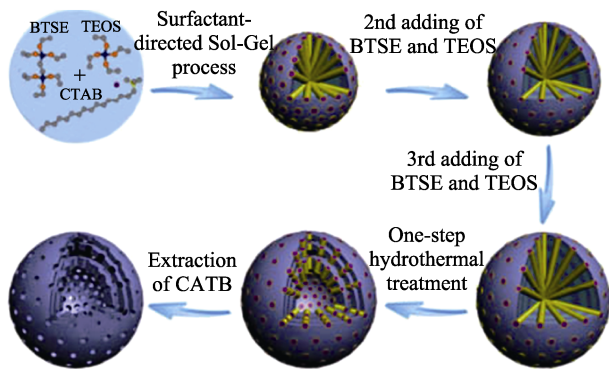 BTSE TEOS
+
CTAB
Surfactant-
directed Sol-Gel
process
2nd adding of
BTSE and TEOS
3rd adding of
BTSE and TEOS
One-step
hydrothermal
treatment
Extraction
of CATB